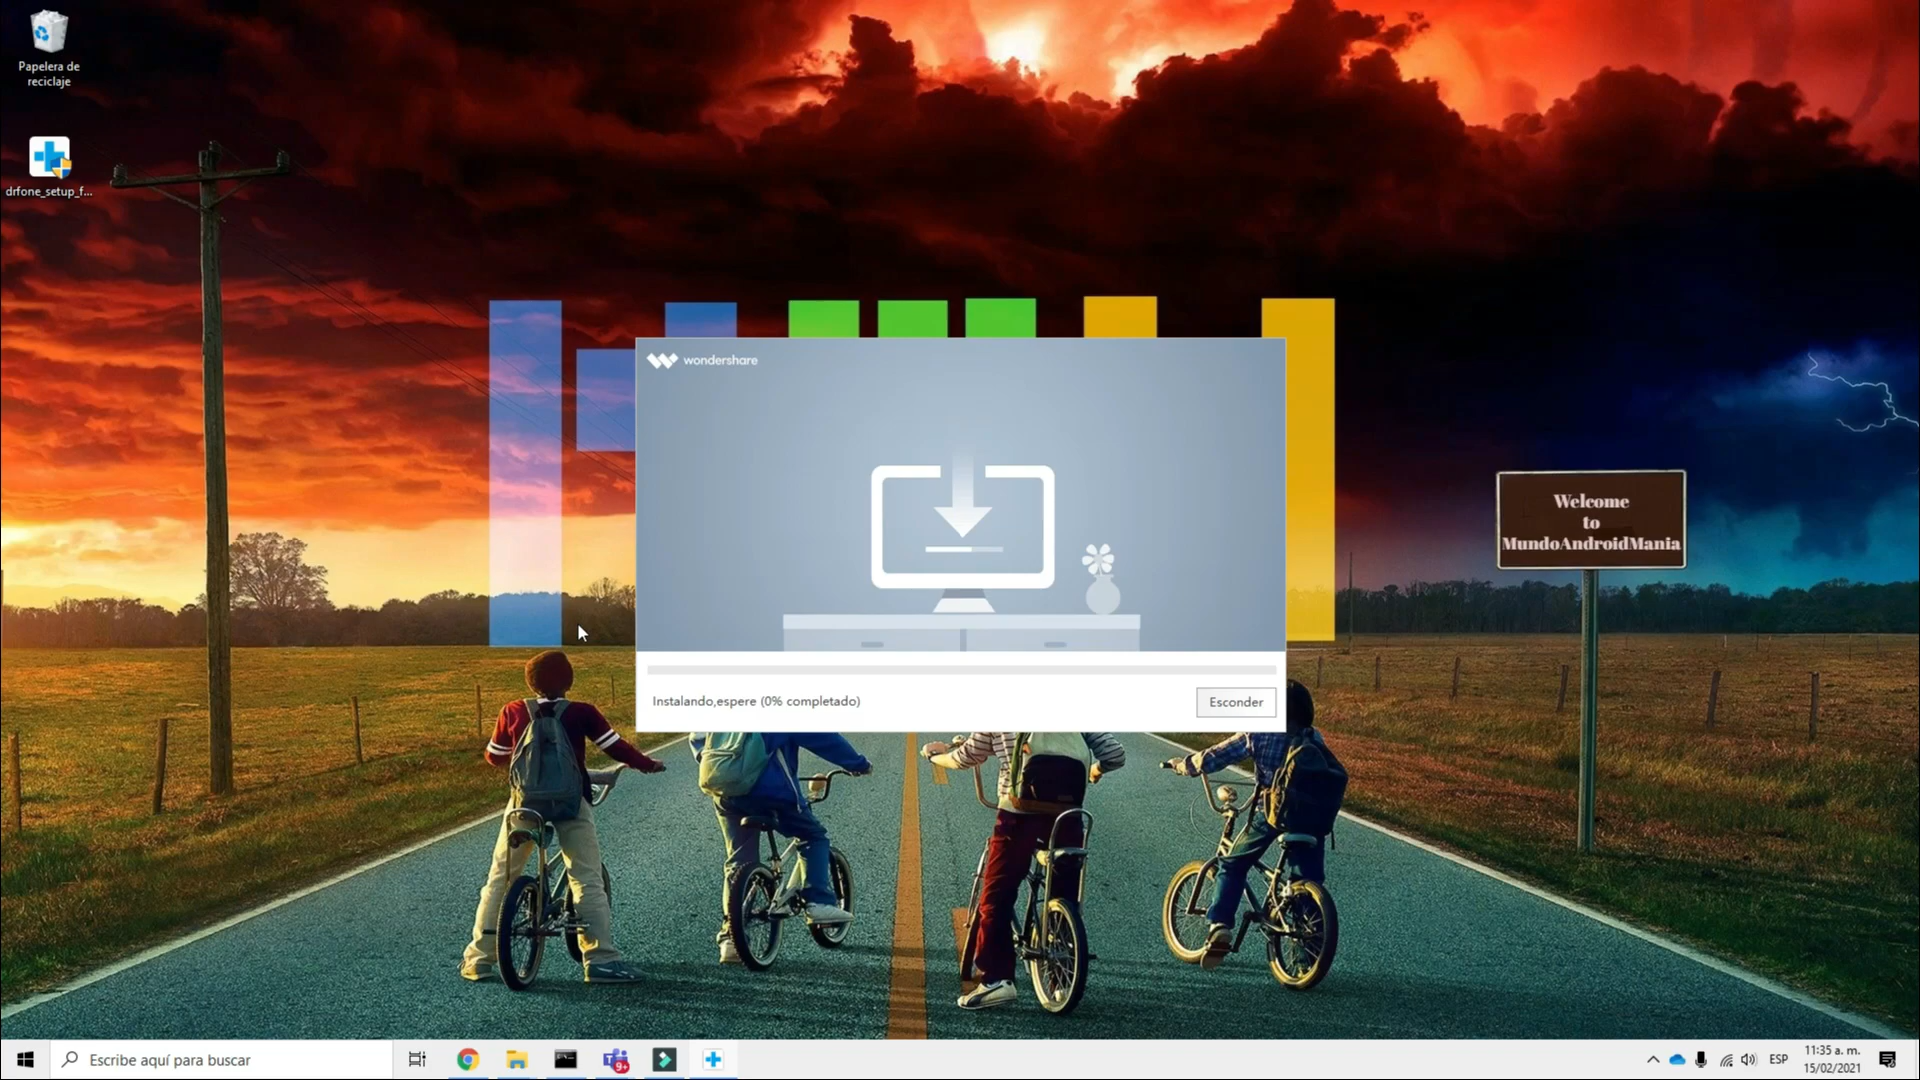 Papelera de
reciclaje
drfone_setup_f...
wondershare
Welcome
to
MundoAndroidMania
Instalando,espere (0% completado)
Esconder
Escribe aquí para buscar
9+
ESP
11:35 a. m.
15/02/2021